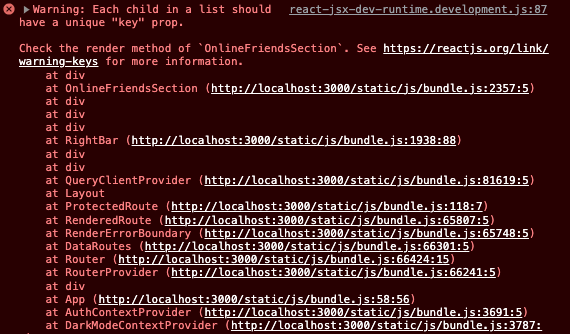 ▶Warning: Each child in a list should react-jsx-dev-runtime.development.js:87
have a unique "key" prop.
Check the render method of `OnlineFriendsSection`. See https://reactjs.org/link/
warning-keys for more information.
at div
at OnlineFriendsSection (http://localhost:3000/static/js/bundle.js:2357:5)
at div
at div
at div
at RightBar (http://localhost:3000/static/js/bundle.js:1938:88)
at div
at div
at QueryClientProvider (http://localhost:3000/static/js/bundle.js:81619:5)
at Layout
at ProtectedRoute (http://localhost:3000/static/js/bundle.js:118:7)
at RenderedRoute (http://localhost:3000/static/js/bundle.js:65807:5)
at RenderErrorBoundary (http://localhost:3000/static/js/bundle.js:65748:5)
at DataRoutes (http://localhost:3000/static/js/bundle.js:66301:5)
at Router (http://localhost:3000/static/js/bundle.js:66424:15)
at RouterProvider (http://localhost:3000/static/js/bundle.js:66241:5)
at div
at App (http://localhost:3000/static/js/bundle.js:58:56)
at AuthContextProvider (http://localhost:3000/static/js/bundle.js:3691:5)
at DarkModeContextProvider (http://localhost:3000/static/js/bundle.js:3787: